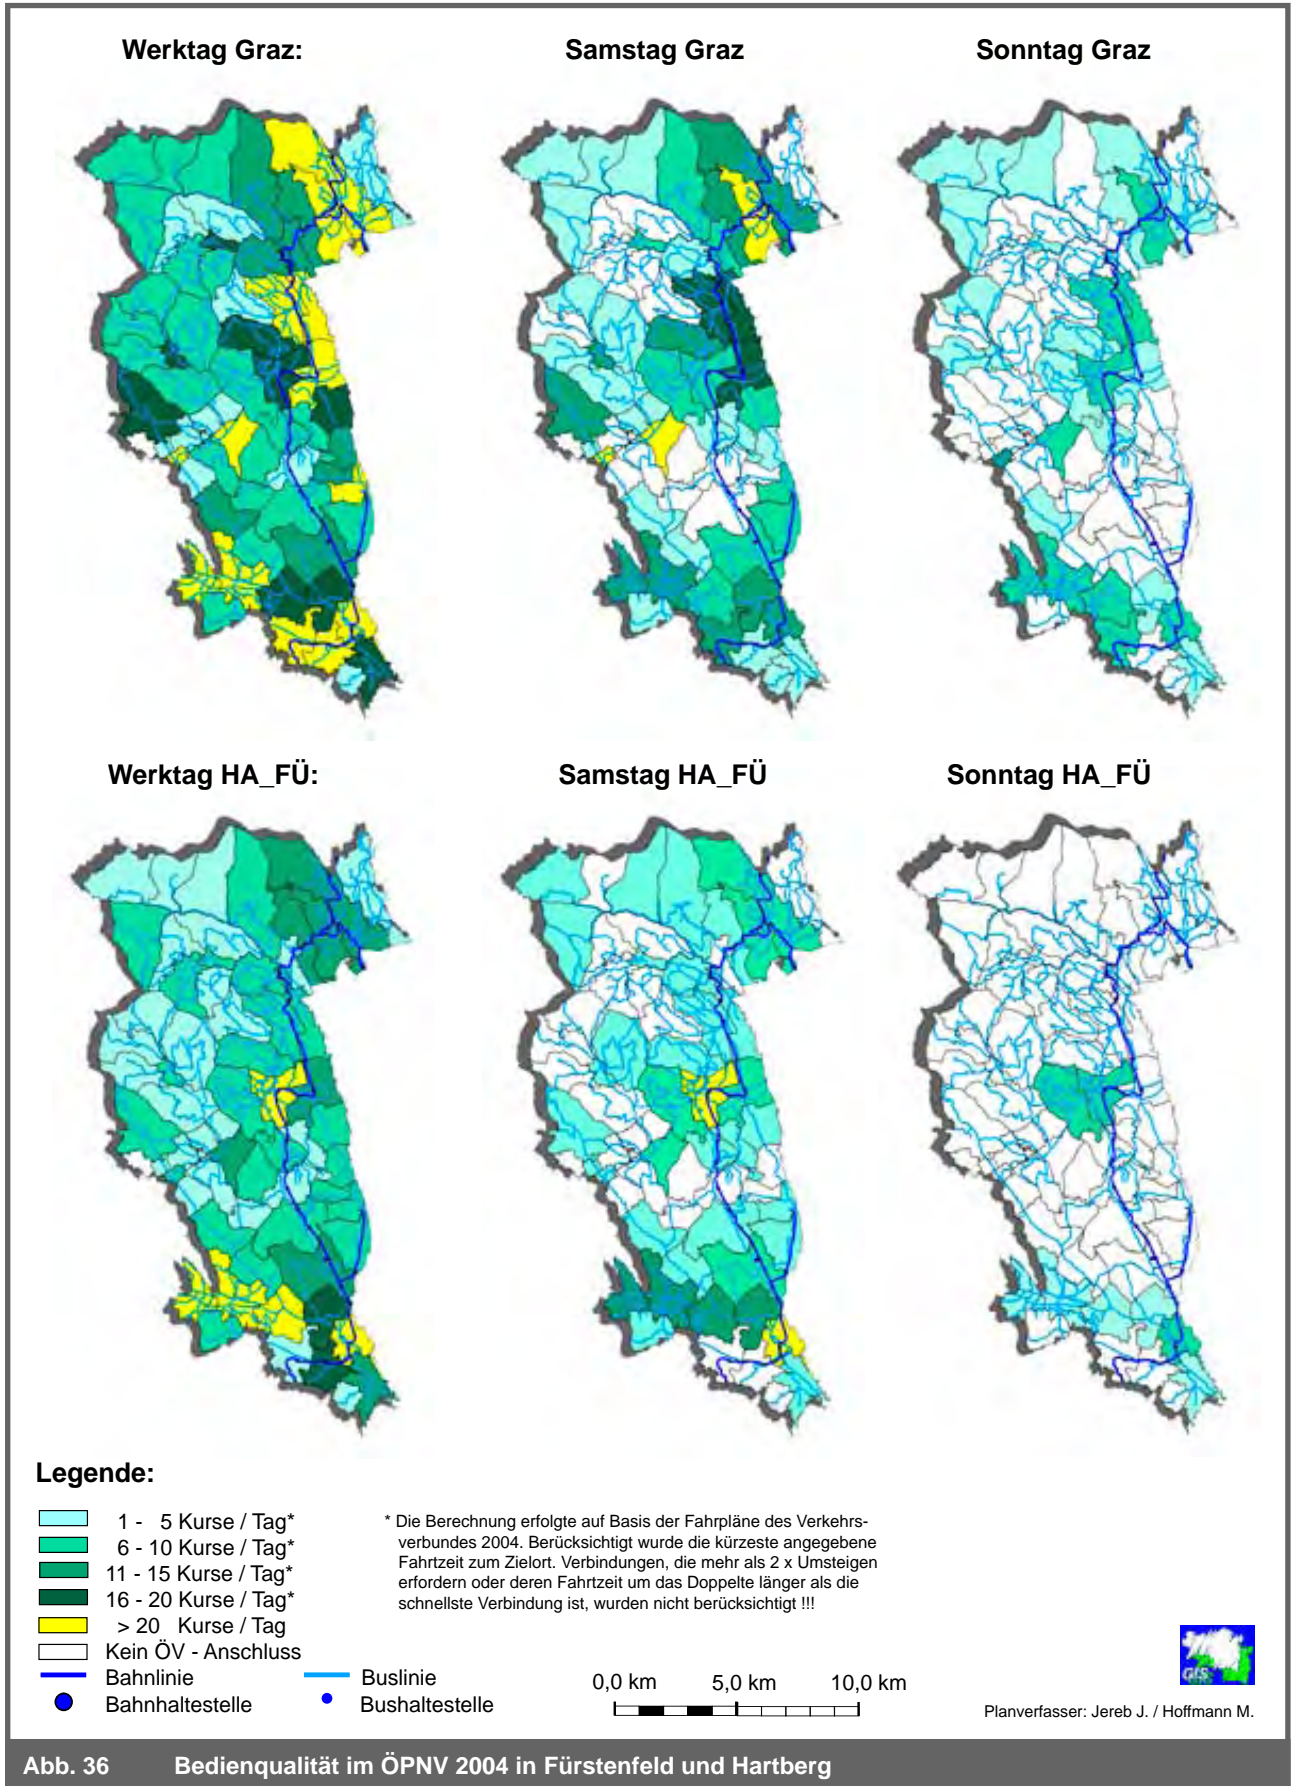 Werktag Graz:
Samstag Graz
Sonntag Graz
Werktag HA_FÜ:
Samstag HA_FÜ
Sonntag HA_FÜ
Legende:
1 - 5 Kurse / Tag*
6 - 10 Kurse / Tag*
11 - 15 Kurse / Tag*
16 - 20 Kurse / Tag*
> 20 Kurse / Tag
Kein ÖV - Anschluss
Bahnlinie
Buslinie
Bahnhaltestelle
Bushaltestelle
* Die Berechnung erfolgte auf Basis der Fahrpläne des Verkehrs-
verbundes 2004. Berücksichtigt wurde die kürzeste angegebene
Fahrtzeit zum Zielort. Verbindungen, die mehr als 2 x Umsteigen
erfordern oder deren Fahrtzeit um das Doppelte länger als die
schnellste Verbindung ist, wurden nicht berücksichtigt !!!
0,0 km 5,0 km 10,0 km
GIS
Planverfasser: Jereb J. / Hoffmann M.
Abb. 36 Bedienqualität im ÖPNV 2004 in Fürstenfeld und Hartberg